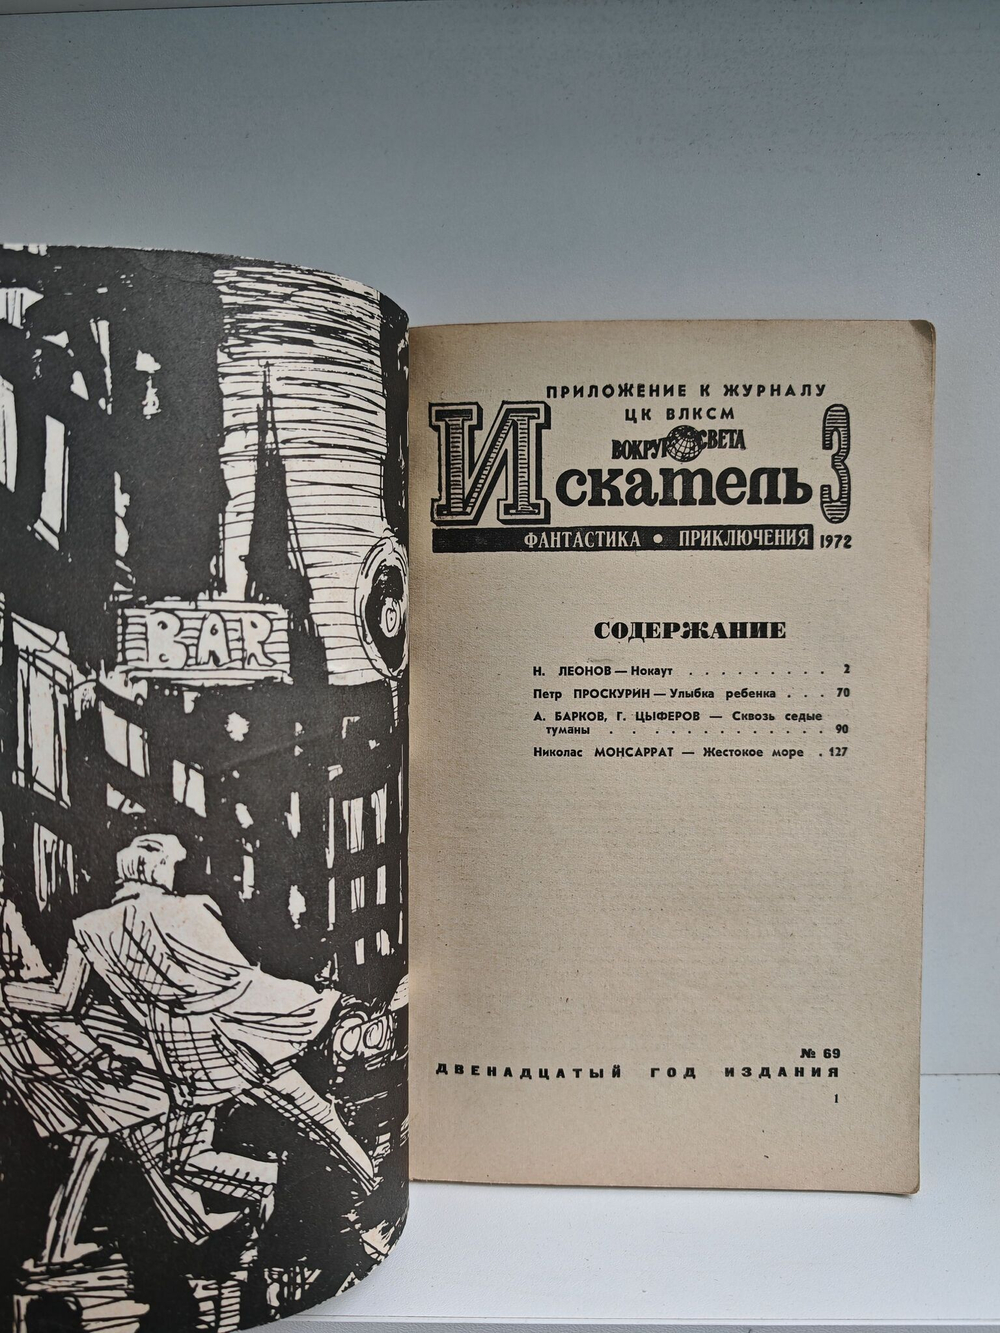 BAR
ПРИЛОЖЕНИЕ К ЖУРНАЛУ
ЦК ВЛКСМ
ВОКРУГ СВЕТА
Искатель 3
ФАНТАСТИКА • ПРИКЛЮЧЕНИЯ 1972
СОДЕРЖАНИЕ
Н. ЛЕОНОВ — Нокаут . . . . . . . . . 2
Петр ПРОСКУРИН — Улыбка ребенка . . . 70
А. БАРКОВ, Г. ЦЫФЕРОВ — Сквозь седые
туманы . . . . . . . . . . . . . 90
Николас МОНСАРРАТ — Жестокое море . 127
№ 69
ДВЕНАДЦАТЫЙ ГОД ИЗДАНИЯ
1